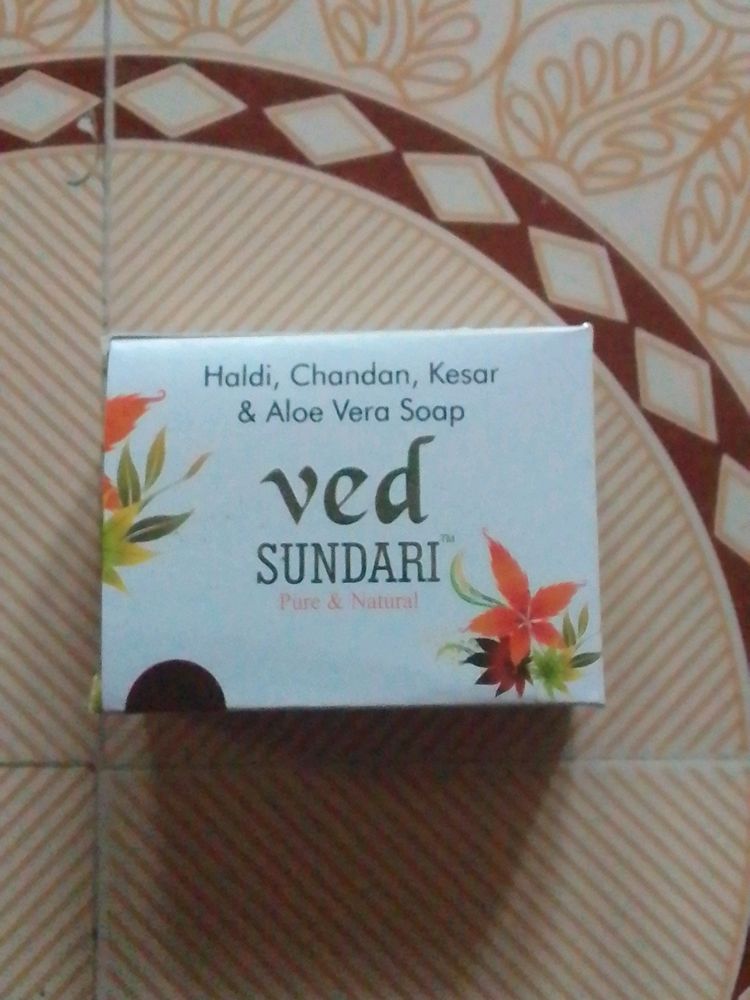 Haldi, Chandan, Kesar
& Aloe Vera Soap
ved
SUNDARI™
Pure & Natural